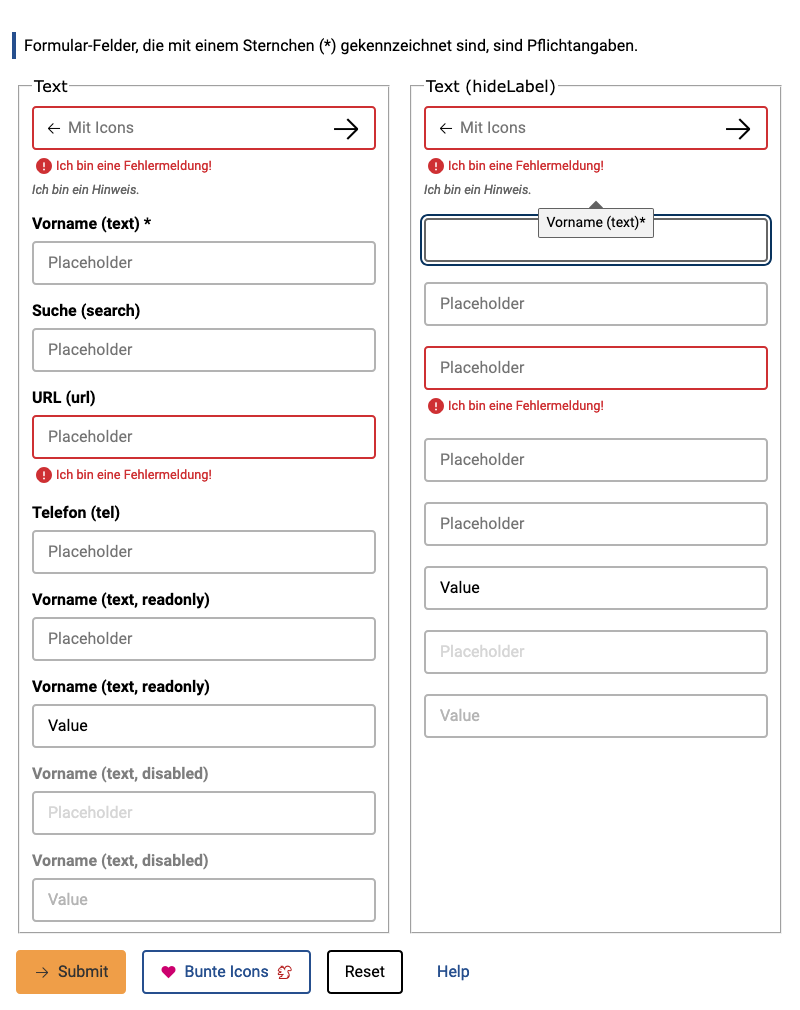 Formular-Felder, die mit einem Sternchen (*) gekennzeichnet sind, sind Pflichtangaben.
Text
Mit Icons
Ich bin eine Fehlermeldung!
Ich bin ein Hinweis.
Vorname (text) *
Placeholder
Suche (search)
Placeholder
URL (url)
Placeholder
Ich bin eine Fehlermeldung!
Telefon (tel)
Placeholder
Vorname (text, readonly)
Placeholder
Vorname (text, readonly)
Value
Vorname (text, disabled)
Placeholder
Vorname (text, disabled)
Value
Text (hideLabel)
Mit Icons
Ich bin eine Fehlermeldung!
Ich bin ein Hinweis.
Vorname (text)*
Placeholder
Placeholder
Ich bin eine Fehlermeldung!
Placeholder
Placeholder
Value
Placeholder
Value
Submit
Bunte Icons
Reset
Help